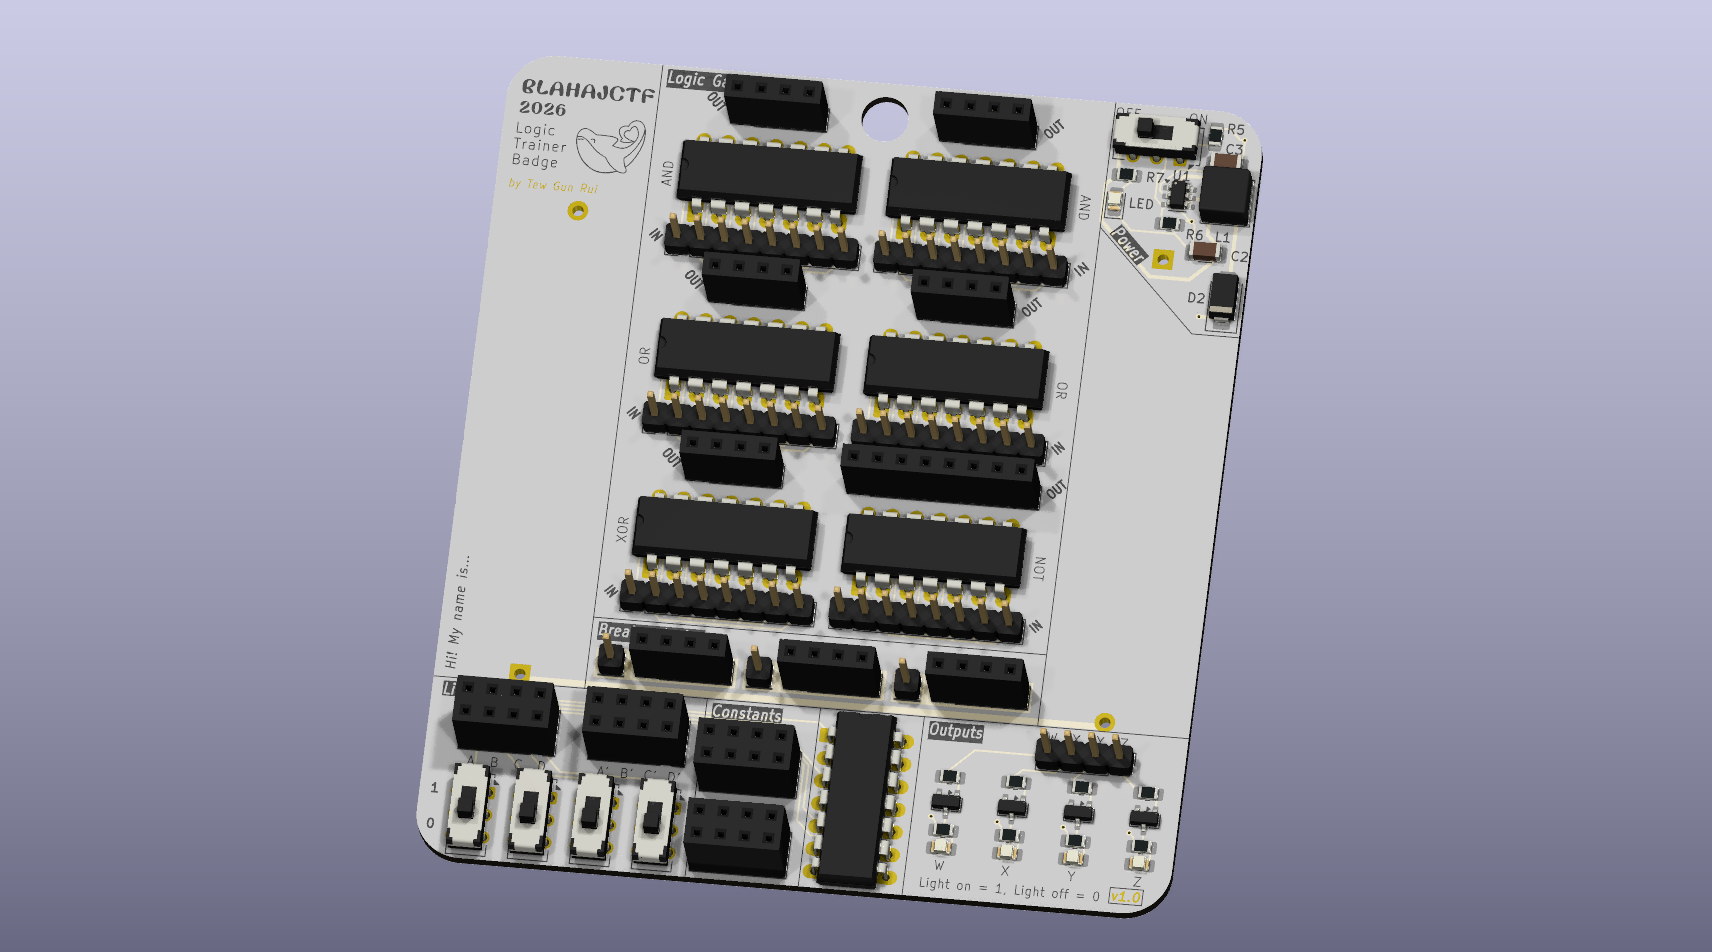 BLAHAJCTF
2026
Logic
Trainer
Badge
by Tew Gun Rui
Logic
OUT
OUT
AND
AND
IN
IN
OUT
OUT
OR
OR
IN
IN
OUT
OUT
XOR
NOT
IN
IN
ON
R5
C3
R7
U1
LED
R6
L1
C2
Power
D2
Hi! My name is...
Constants
Outputs
A B C D
A' B' C' D'
1
0
W X Y Z
Light on = 1, Light off = 0
v1.0